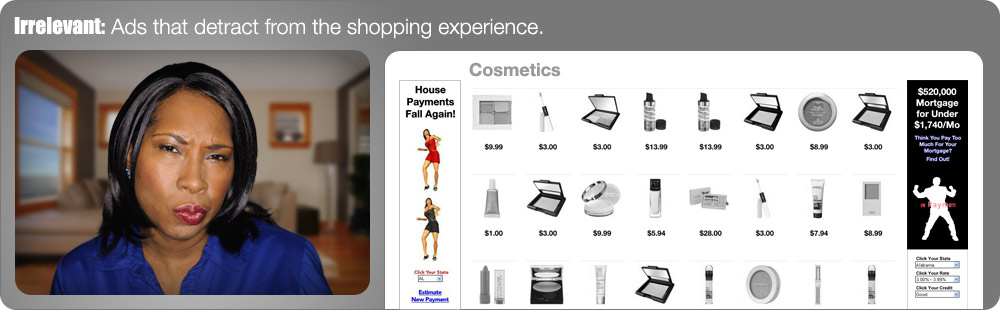 Irrelevant: Ads that detract from the shopping experience.
Cosmetics
House
Payments
Fall Again!
Click Your State
AL
Estimate
New Payment
$9.99 $3.00 $3.00 $13.99 $13.99 $3.00 $8.99 $3.00
$1.00 $3.00 $9.99 $5.94 $28.00 $3.00 $7.94 $8.99
$520,000
Mortgage
for Under
$1,740/Mo
Think You Pay Too
Much For Your
Mortgage?
Find Out!
Click Your State
Alabama
Click Your Rate
3.00% - 3.99%
Click Your Credit
Good